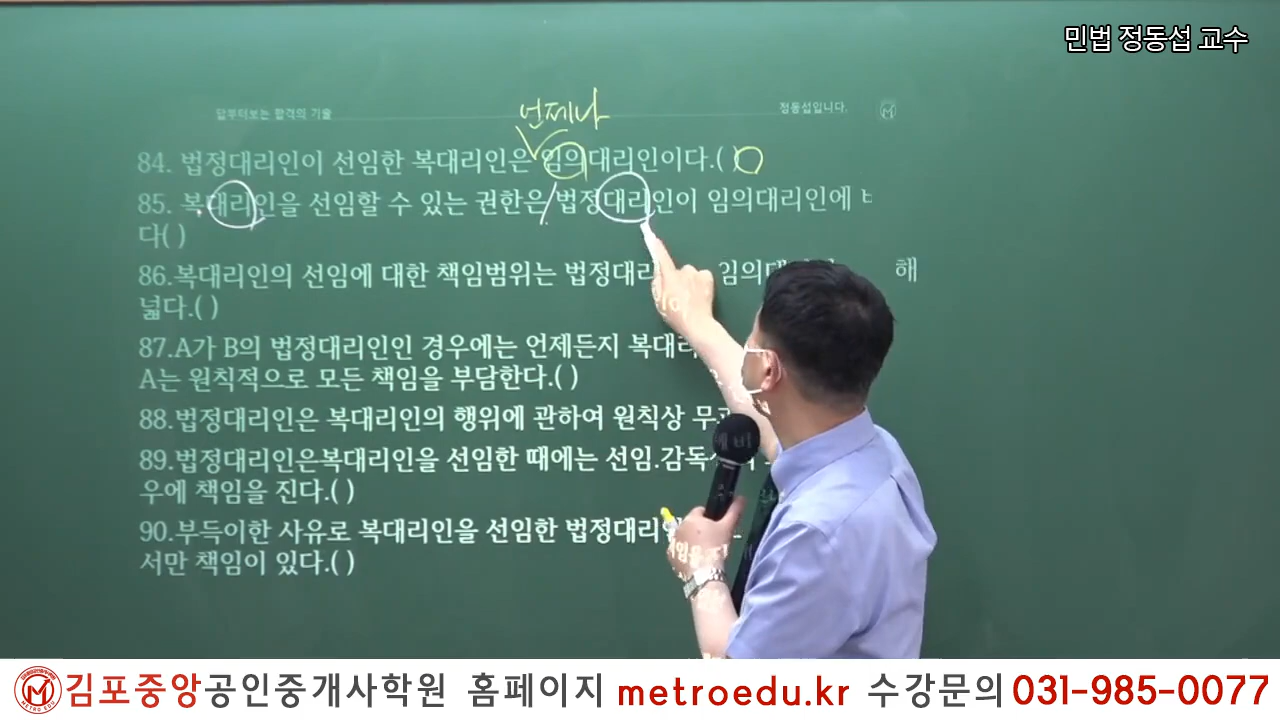 민법 정동섭 교수
답부터보는 합격의 기술
정동섭입니다.
언제나
84. 법정대리인이 선임한 복대리인은 임의대리인이다.( )
85. 복대리인을 선임할 수 있는 권한은 법정대리인이 임의대리인에 비
다( )
86.복대리인의 선임에 대한 책임범위는 법정대리 임의대 해
넓다.( )
87.A가 B의 법정대리인인 경우에는 언제든지 복대리
A는 원칙적으로 모든 책임을 부담한다.( )
88.법정대리인은 복대리인의 행위에 관하여 원칙상 무과
89.법정대리인은복대리인을 선임한 때에는 선임.감독
우에 책임을 진다.( )
90.부득이한 사유로 복대리인을 선임한 법정대리인
서만 책임이 있다.( )
김포중앙공인중개사학원 홈페이지 metroedu.kr 수강문의 031-985-0077